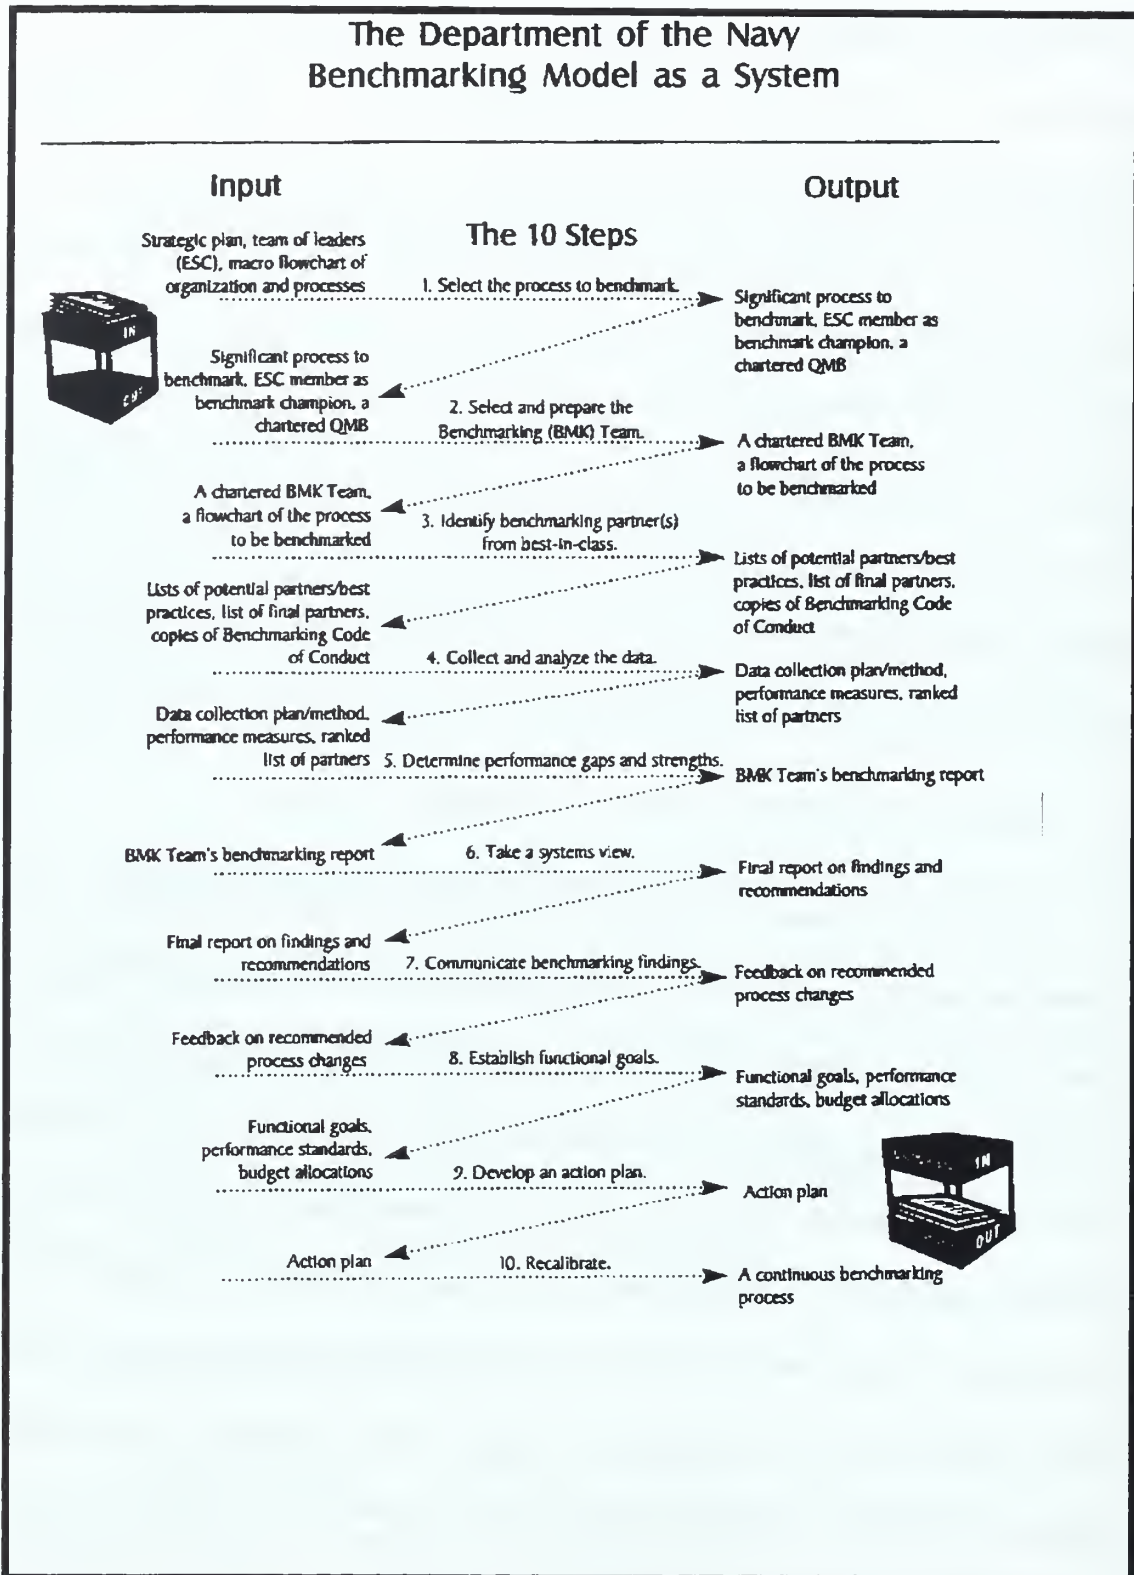 The Department of the Navy
Benchmarking Model as a System
Input
Output
The 10 Steps
Strategic plan, team of leaders
(ESC), macro flowchart of
organization and processes
1. Select the process to benchmark.
Significant process to
benchmark, ESC member as
benchmark champion, a
chartered QMB
IN
OUT
Significant process to
benchmark, ESC member as
benchmark champion, a
chartered QMB
2. Select and prepare the
Benchmarking (BMK) Team.
A chartered BMK Team,
a flowchart of the process
to be benchmarked
A chartered BMK Team,
a flowchart of the process
to be benchmarked
3. Identify benchmarking partner(s)
from best-in-class.
Lists of potential partners/best
practices, list of final partners,
copies of Benchmarking Code
of Conduct
Lists of potential partners/best
practices, list of final partners,
copies of Benchmarking Code
of Conduct
4. Collect and analyze the data.
Data collection plan/method,
performance measures, ranked
list of partners
Data collection plan/method,
performance measures, ranked
list of partners
5. Determine performance gaps and strengths.
BMK Team's benchmarking report
BMK Team's benchmarking report
6. Take a systems view.
Final report on findings and
recommendations
Final report on findings and
recommendations
7. Communicate benchmarking findings.
Feedback on recommended
process changes
Feedback on recommended
process changes
8. Establish functional goals.
Functional goals, performance
standards, budget allocations
Functional goals,
performance standards,
budget allocations
9. Develop an action plan.
Action plan
IN
OUT
Action plan
10. Recalibrate.
A continuous benchmarking
process